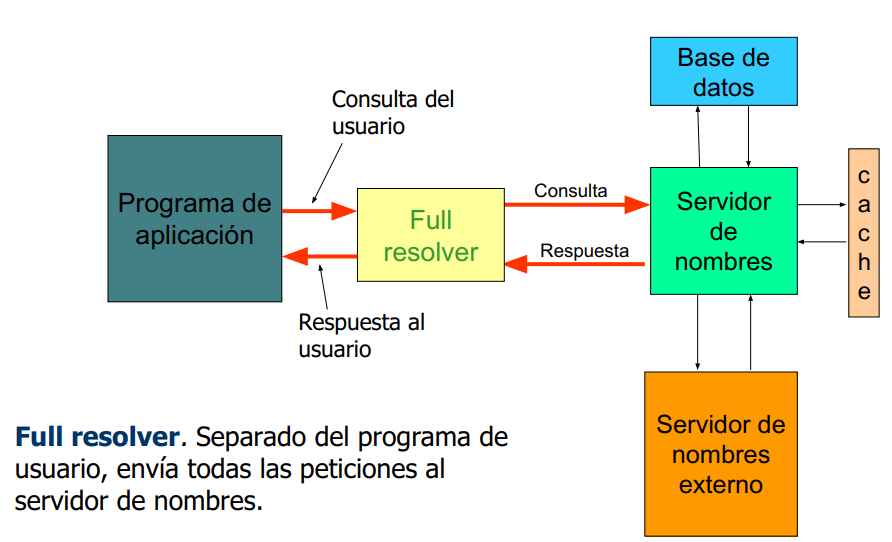 Base de
datos
Consulta del
usuario
Programa de
aplicación
Full
resolver
Consulta
Respuesta
Servidor
de
nombres
c
a
c
h
e
Respuesta al
usuario
Servidor de
nombres
externo
Full resolver. Separado del programa de
usuario, envía todas las peticiones al
servidor de nombres.